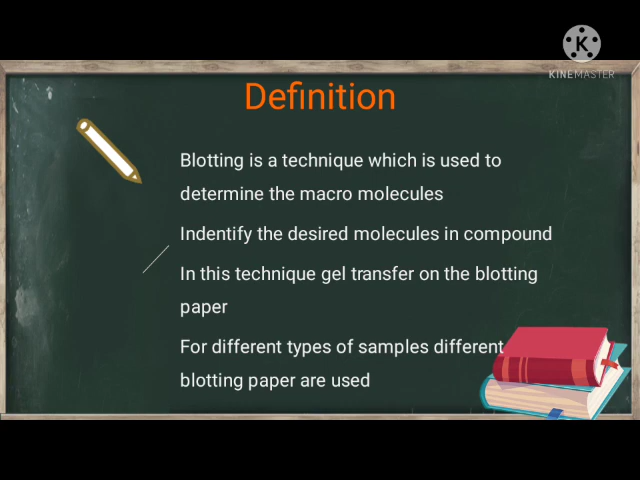 K
KINEMASTER
Definition
Blotting is a technique which is used to
determine the macro molecules
Indentify the desired molecules in compound
In this technique gel transfer on the blotting
paper
For different types of samples different
blotting paper are used